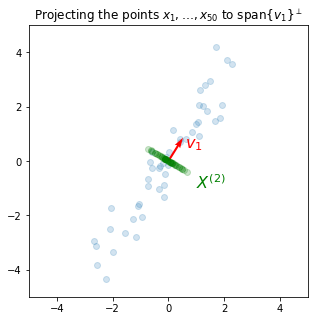 Projecting the points x₁, …, x₅₀ to span{v₁}^⊥
4
2
0
−2
−4
v₁
X⁽²⁾
−4 −2 0 2 4